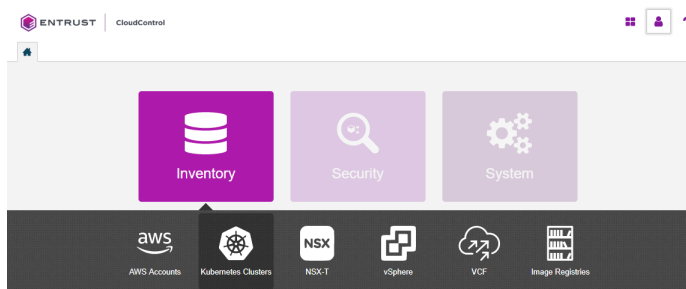 ENTRUST CloudControl
Inventory Security System
aws NSX
AWS Accounts Kubernetes Clusters NSX-T vSphere VCF Image Registries